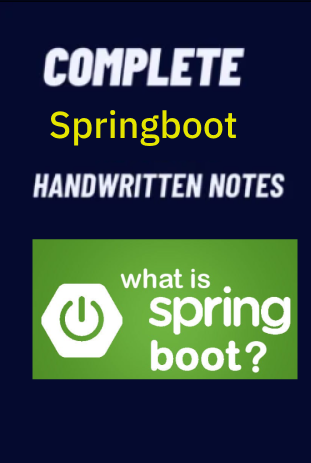 COMPLETE
Springboot
HANDWRITTEN NOTES
what is
spring
boot?